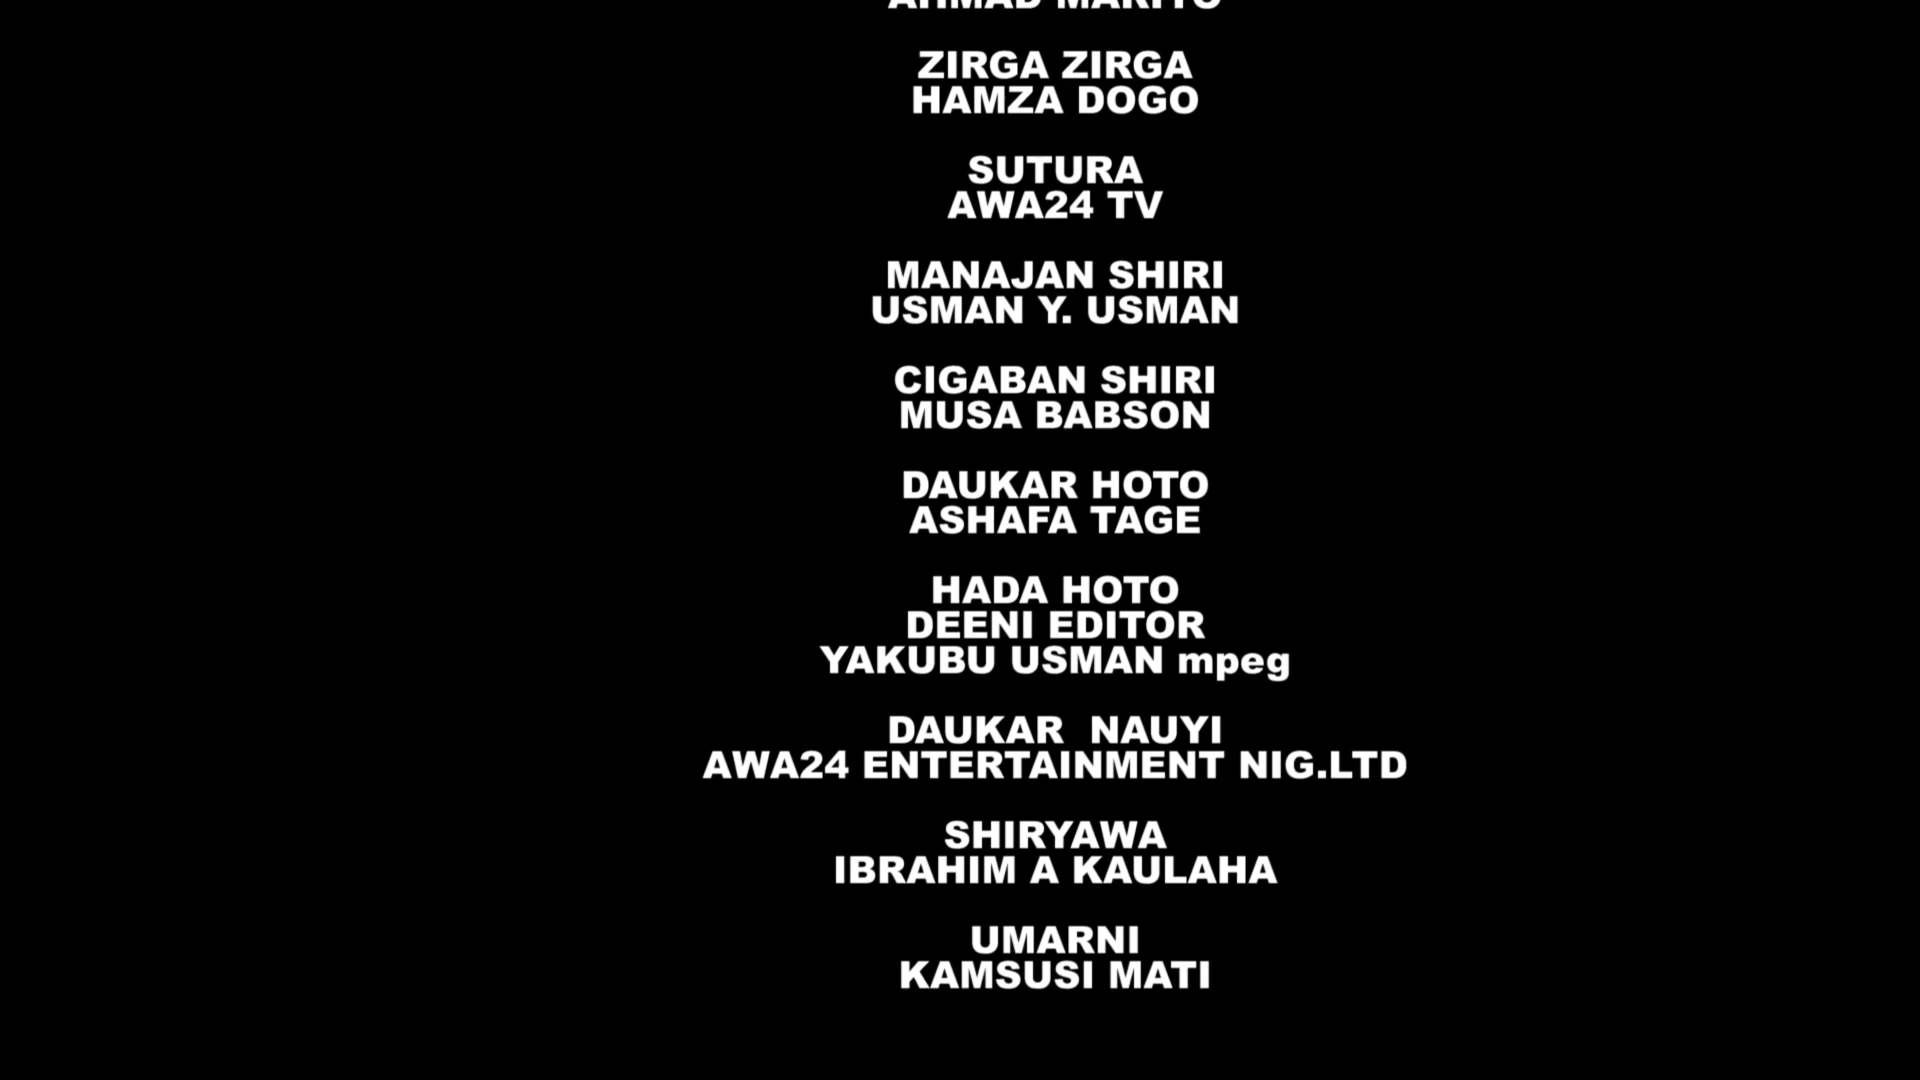 ZIRGA ZIRGA
HAMZA DOGO
SUTURA
AWA24 TV
MANAJAN SHIRI
USMAN Y. USMAN
CIGABAN SHIRI
MUSA BABSON
DAUKAR HOTO
ASHAFA TAGE
HADA HOTO
DEENI EDITOR
YAKUBU USMAN mpeg
DAUKAR NAUYI
AWA24 ENTERTAINMENT NIG.LTD
SHIRYAWA
IBRAHIM A KAULAHA
UMARNI
KAMSUSI MATI